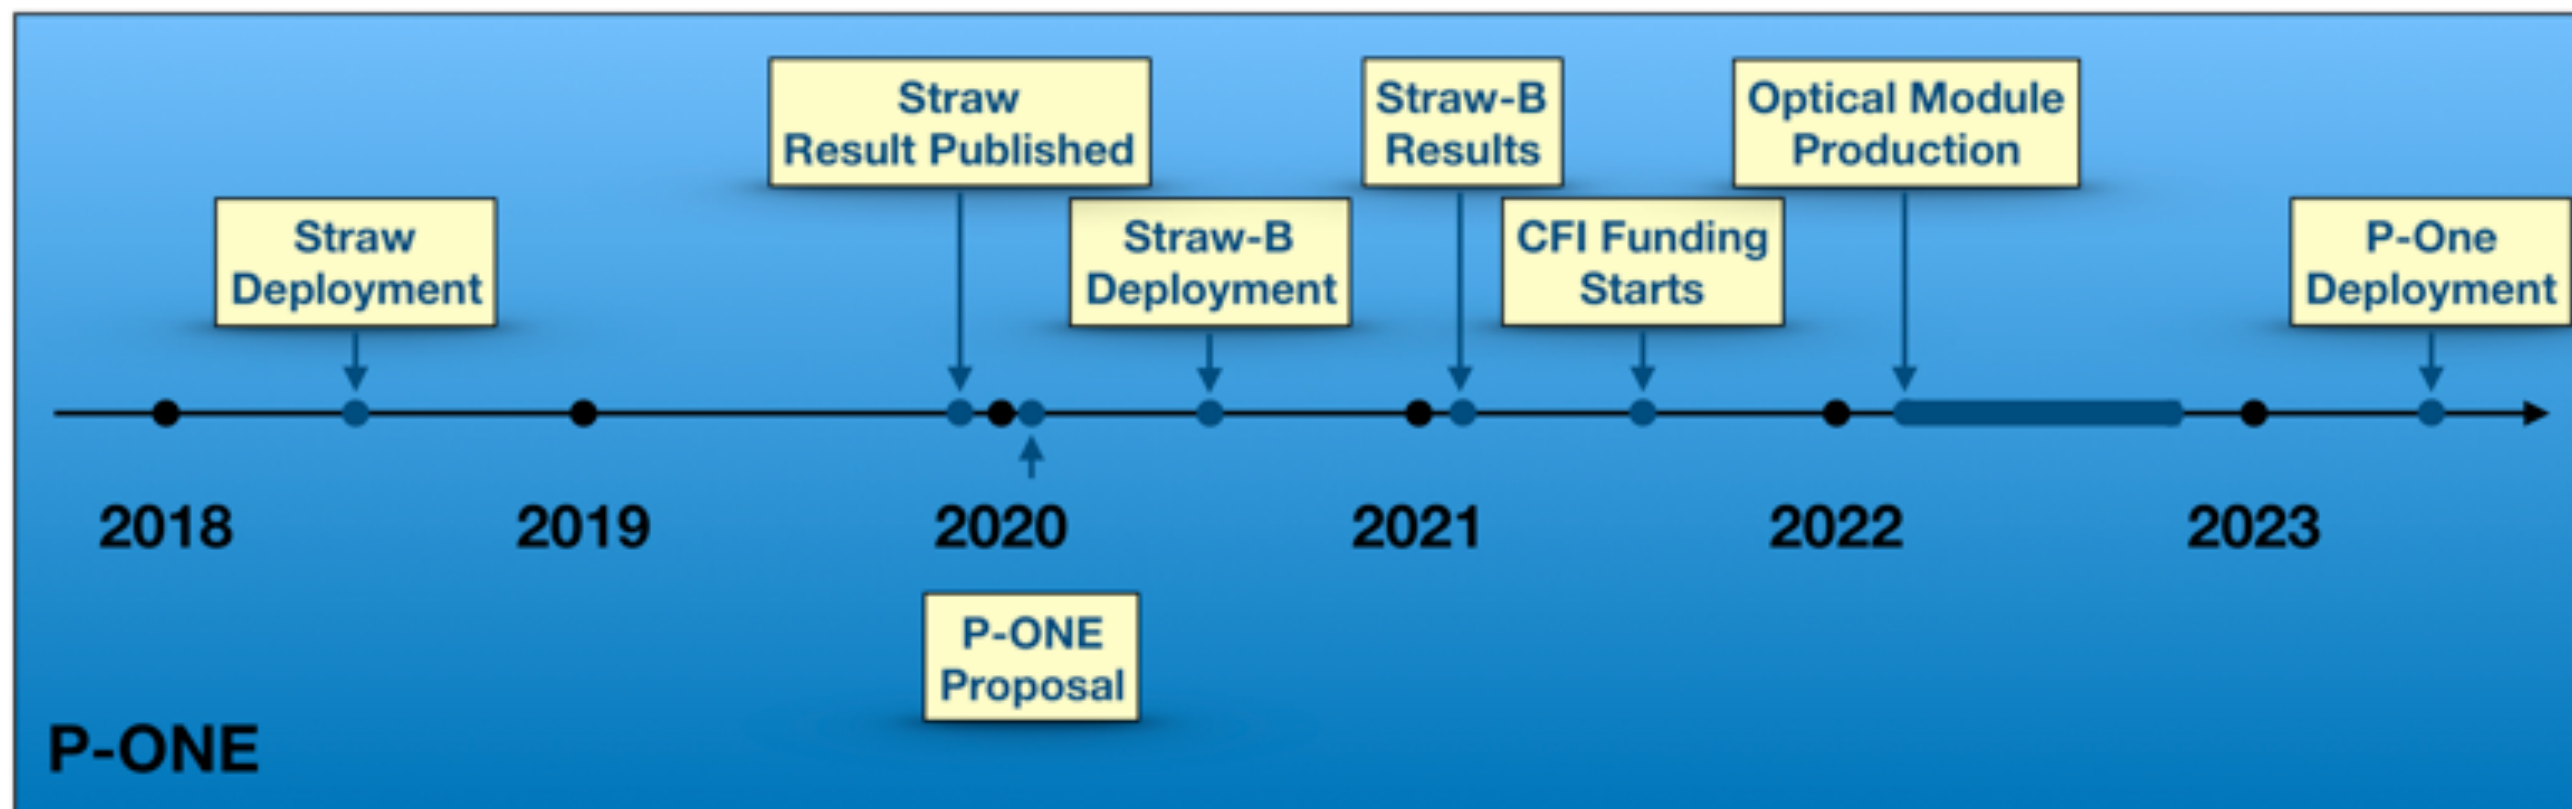 Straw
Result Published
Straw-B
Results
Optical Module
Production
Straw
Deployment
Straw-B
Deployment
CFI Funding
Starts
P-One
Deployment
2018
2019
2020
2021
2022
2023
P-ONE
Proposal
P-ONE